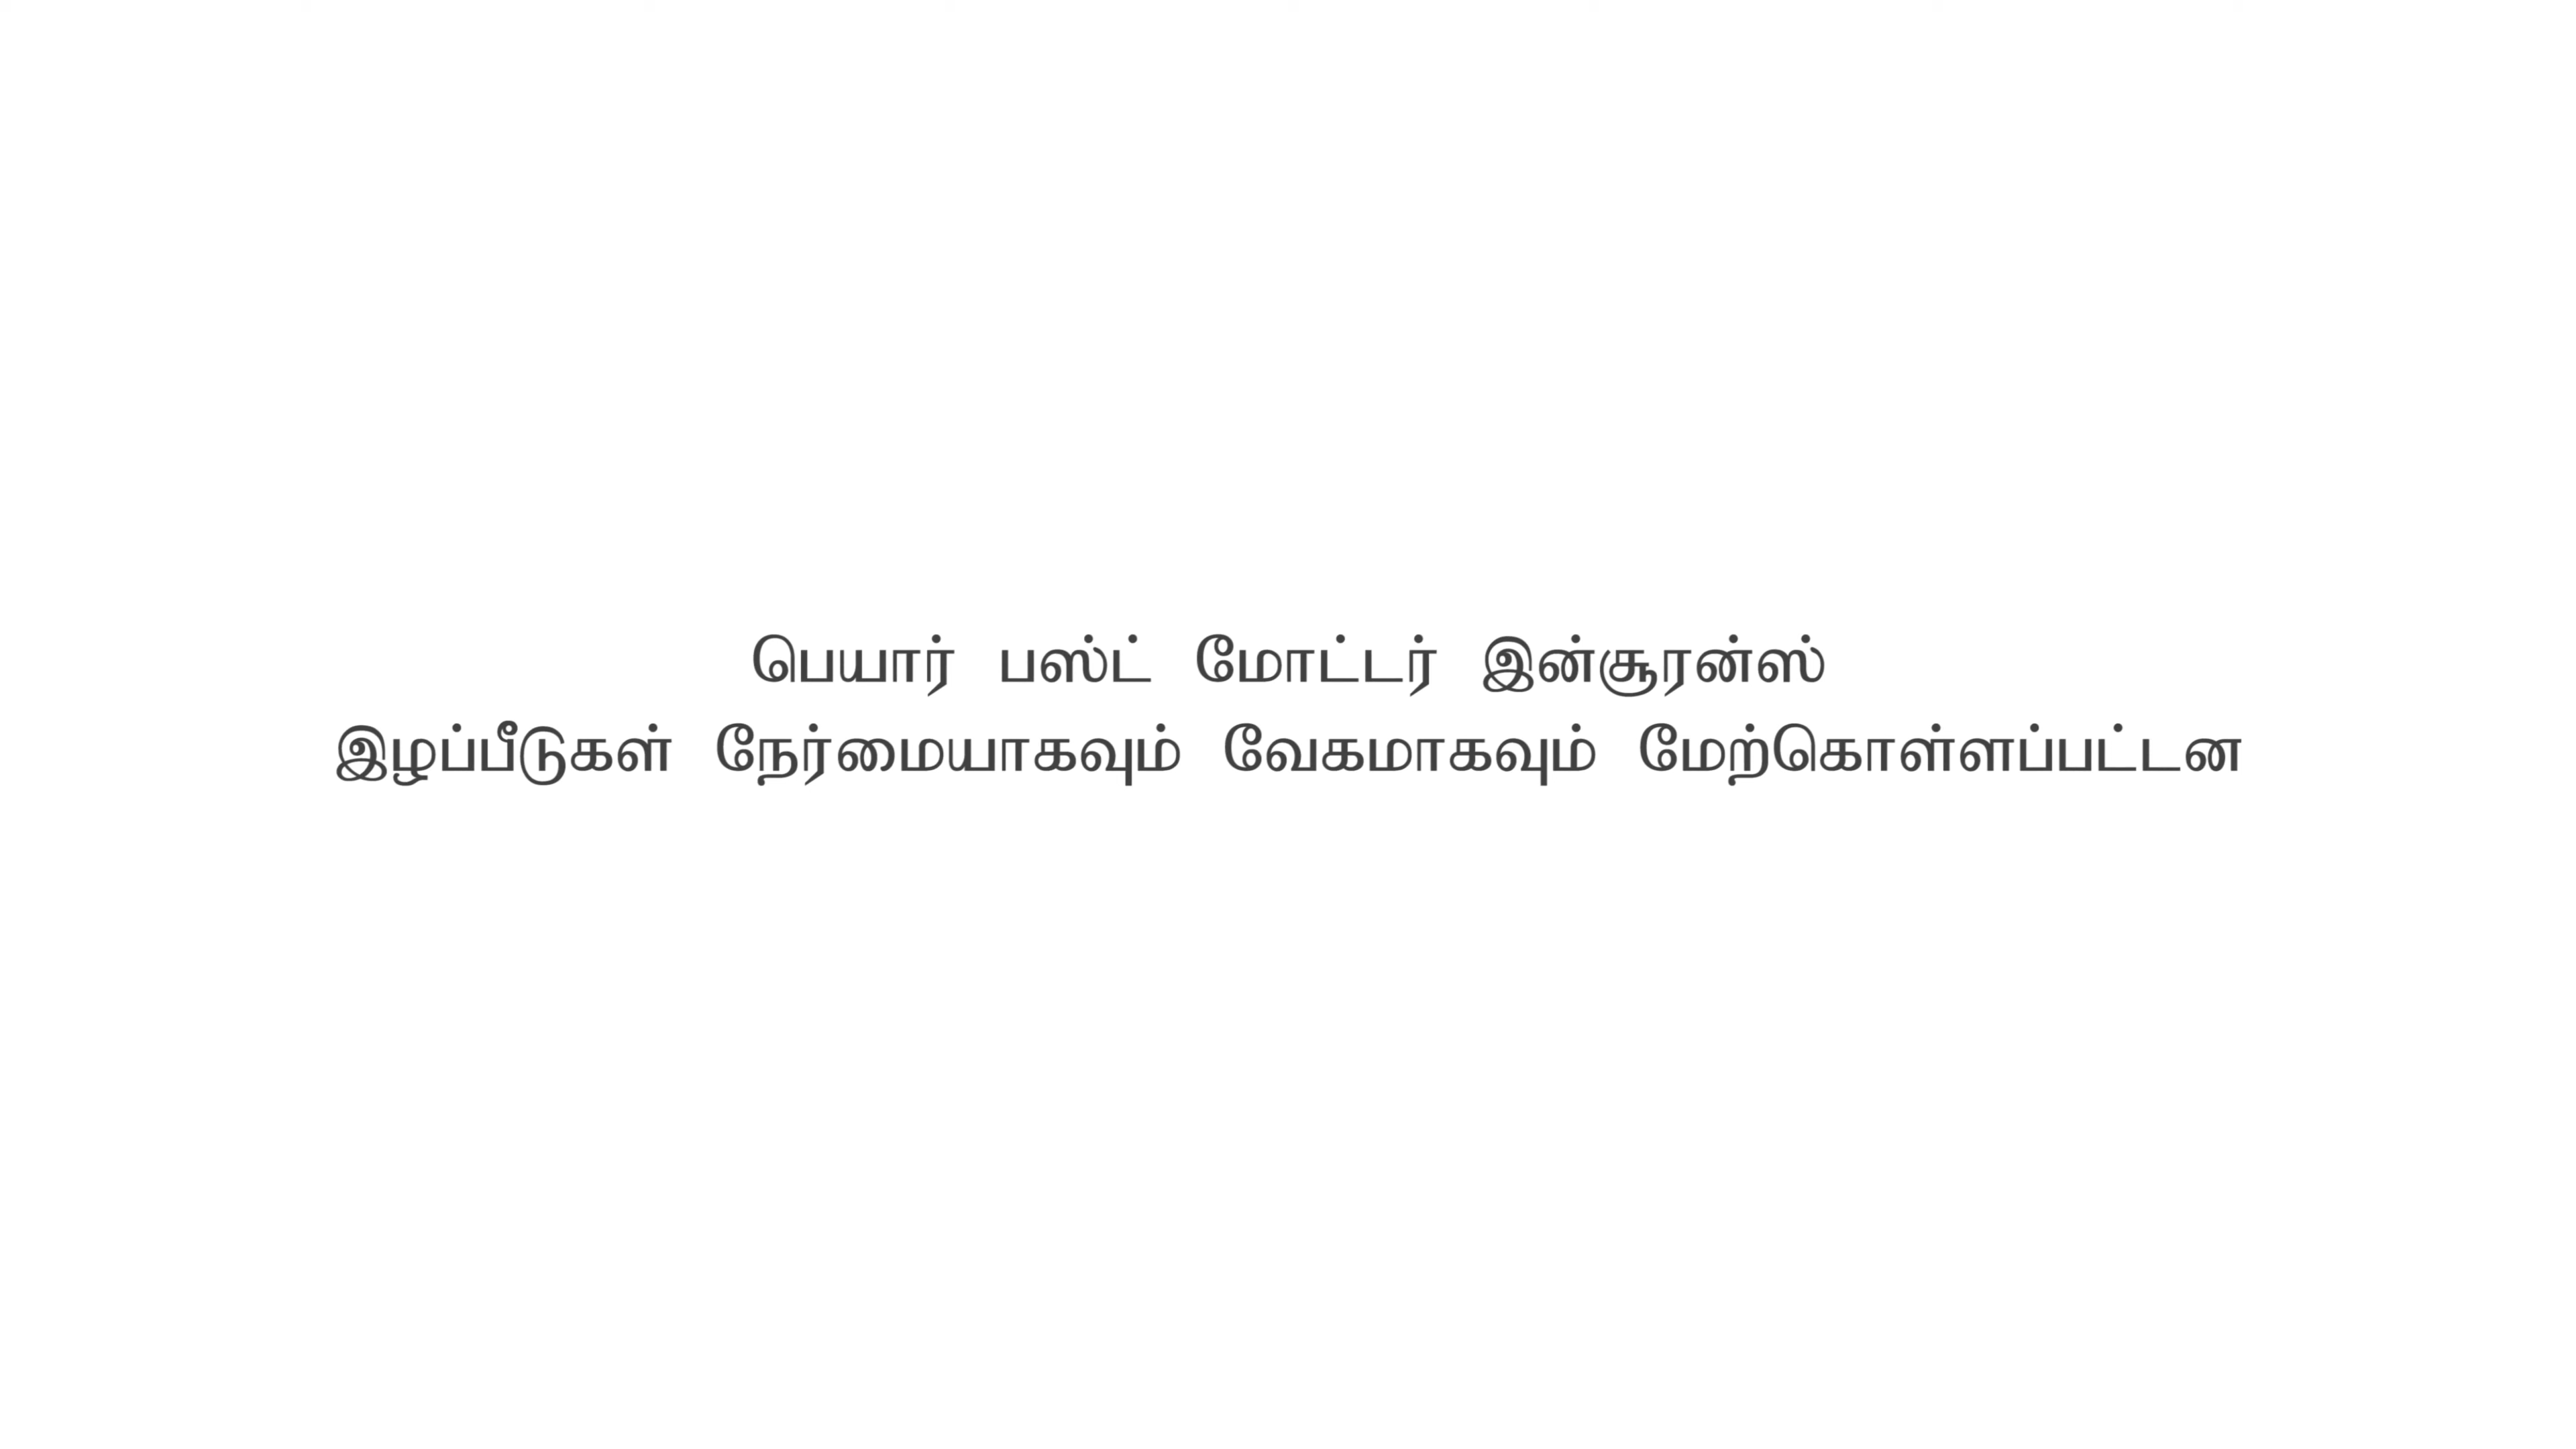 பெயார் பஸ்ட் மோட்டர் இன்சூரன்ஸ்
இழப்பீடுகள் நேர்மையாகவும் வேகமாகவும் மேற்கொள்ளப்பட்டன